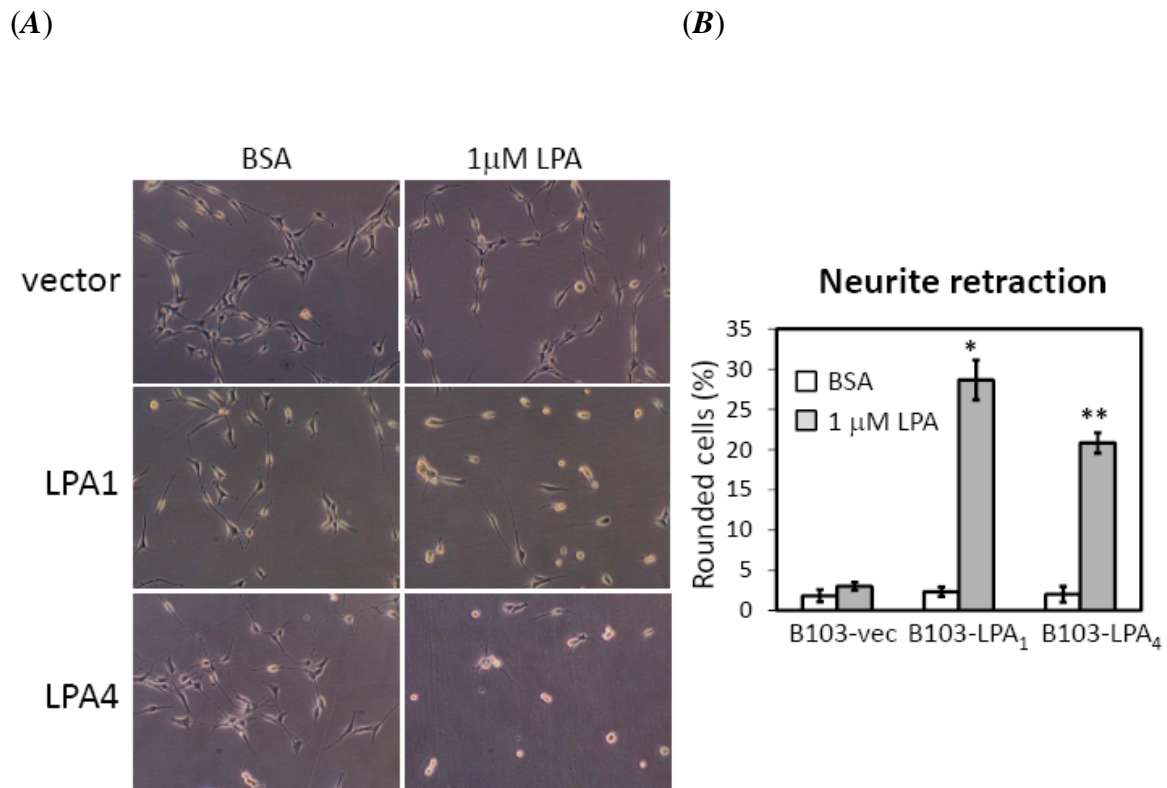 (A)
(B)
BSA
1μM LPA
vector
LPA1
LPA4
Neurite retraction
Rounded cells (%)
35
30
25
20
15
10
5
0
BSA
1 μM LPA
*
**
B103-vec
B103-LPA₁
B103-LPA₄